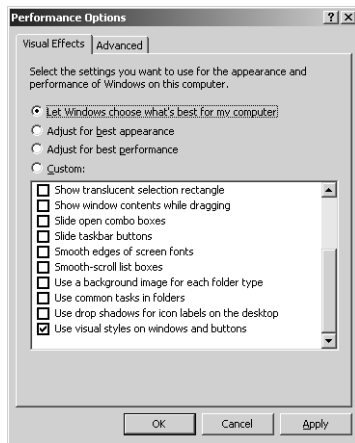 Performance Options
Visual Effects Advanced
Select the settings you want to use for the appearance and
performance of Windows on this computer.
Let Windows choose what's best for my computer
Adjust for best appearance
Adjust for best performance
Custom:
Show translucent selection rectangle
Show window contents while dragging
Slide open combo boxes
Slide taskbar buttons
Smooth edges of screen fonts
Smooth-scroll list boxes
Use a background image for each folder type
Use common tasks in folders
Use drop shadows for icon labels on the desktop
Use visual styles on windows and buttons
OK Cancel Apply